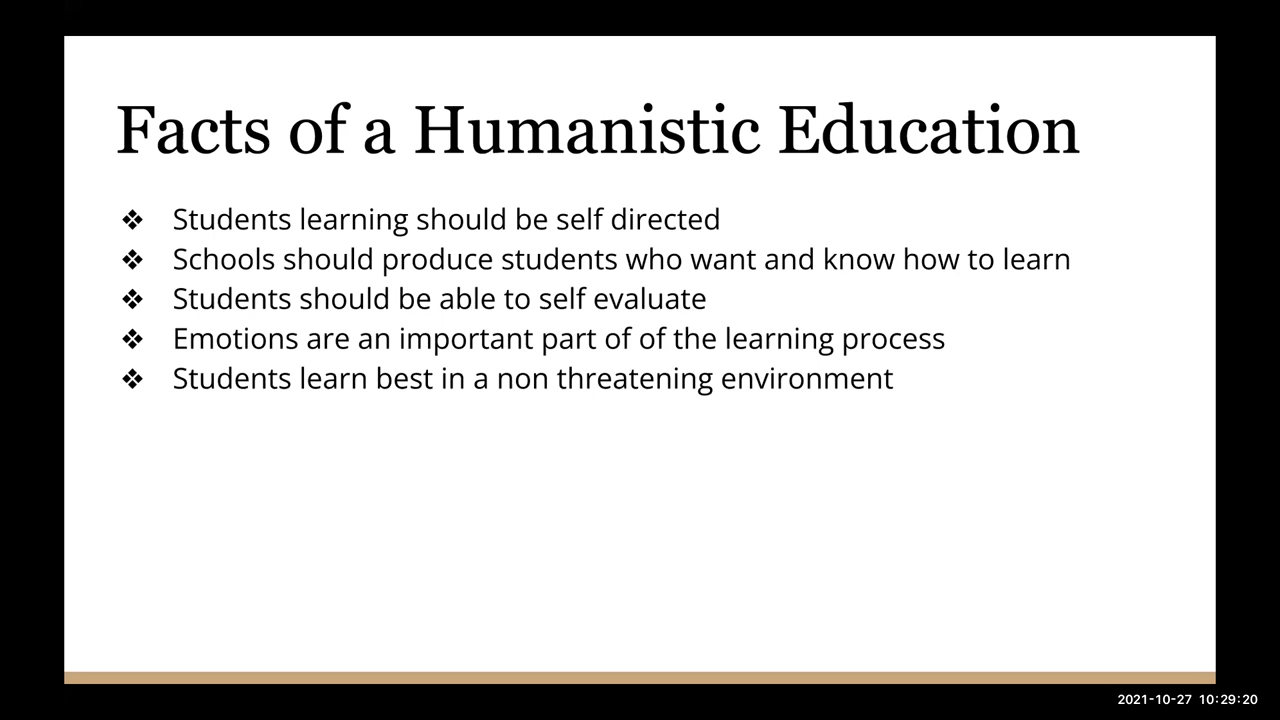 Facts of a Humanistic Education
❖ Students learning should be self directed
❖ Schools should produce students who want and know how to learn
❖ Students should be able to self evaluate
❖ Emotions are an important part of of the learning process
❖ Students learn best in a non threatening environment
2021-10-27 10:29:20